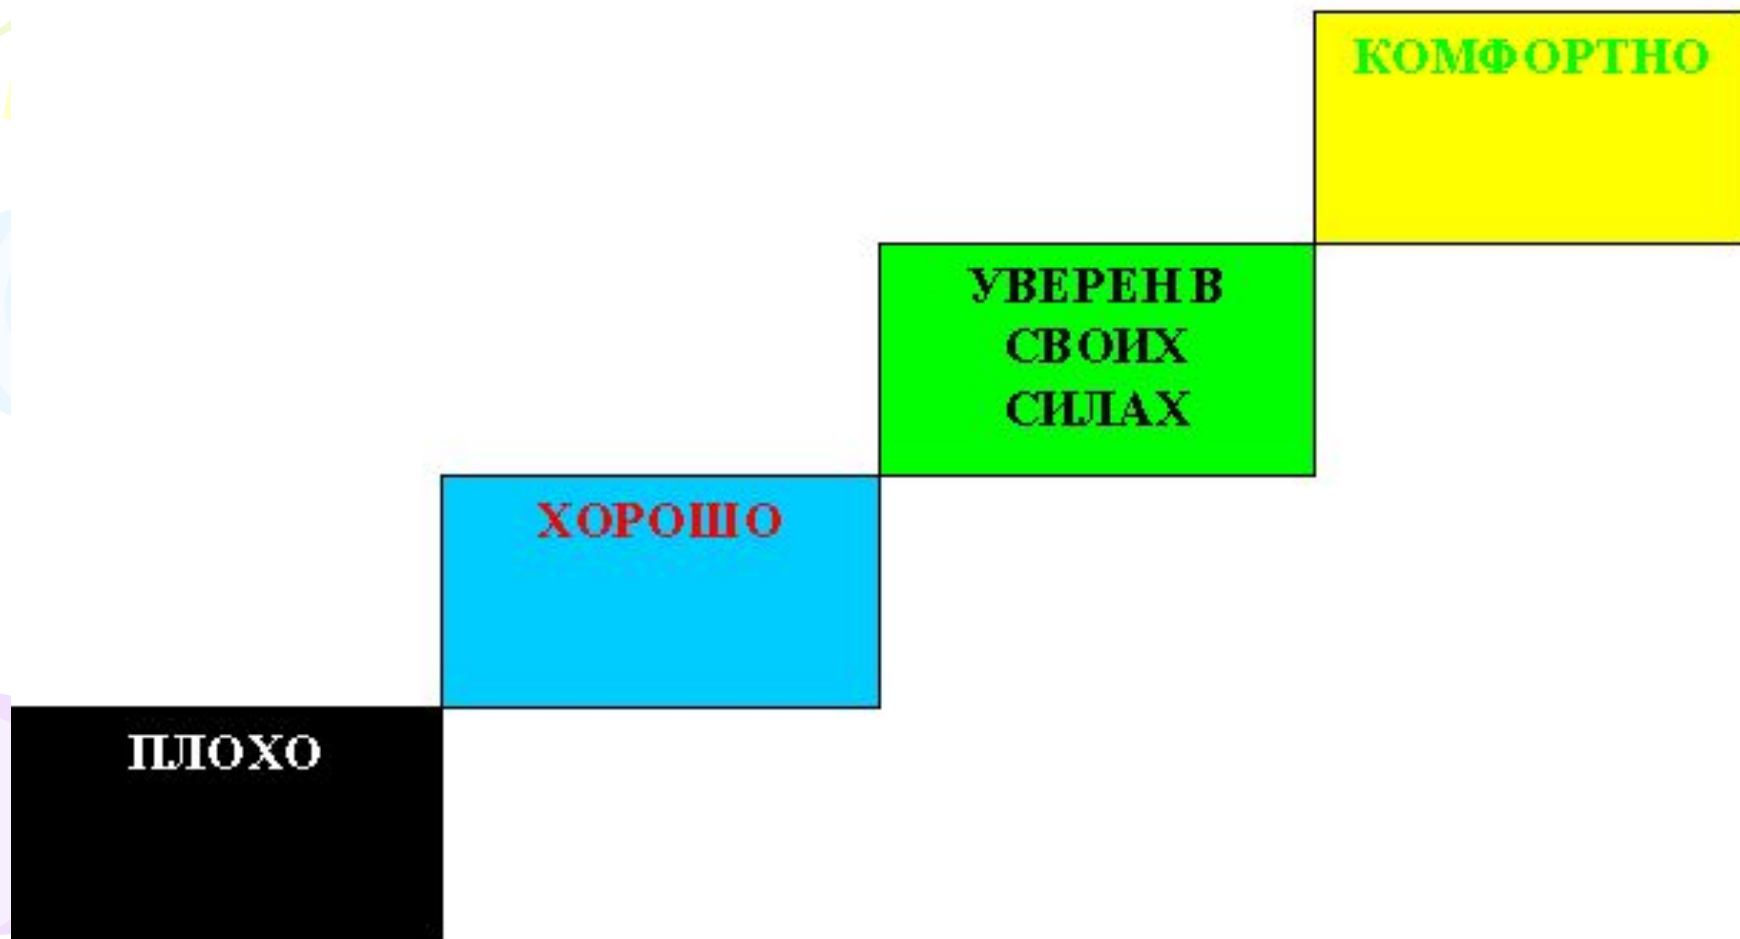 КОМФОРТНО
УВЕРЕН В
СВОИХ
СИЛАХ
ХОРОШО
ПЛОХО